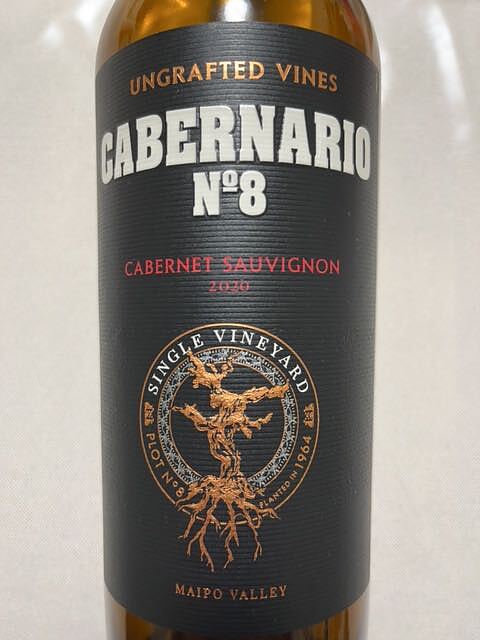 UNGRAFTED VINES
CABERNARIO
Nº8
CABERNET SAUVIGNON
2020
SINGLE VINEYARD
PLOT Nº8
PLANTED IN 1964
MAIPO VALLEY